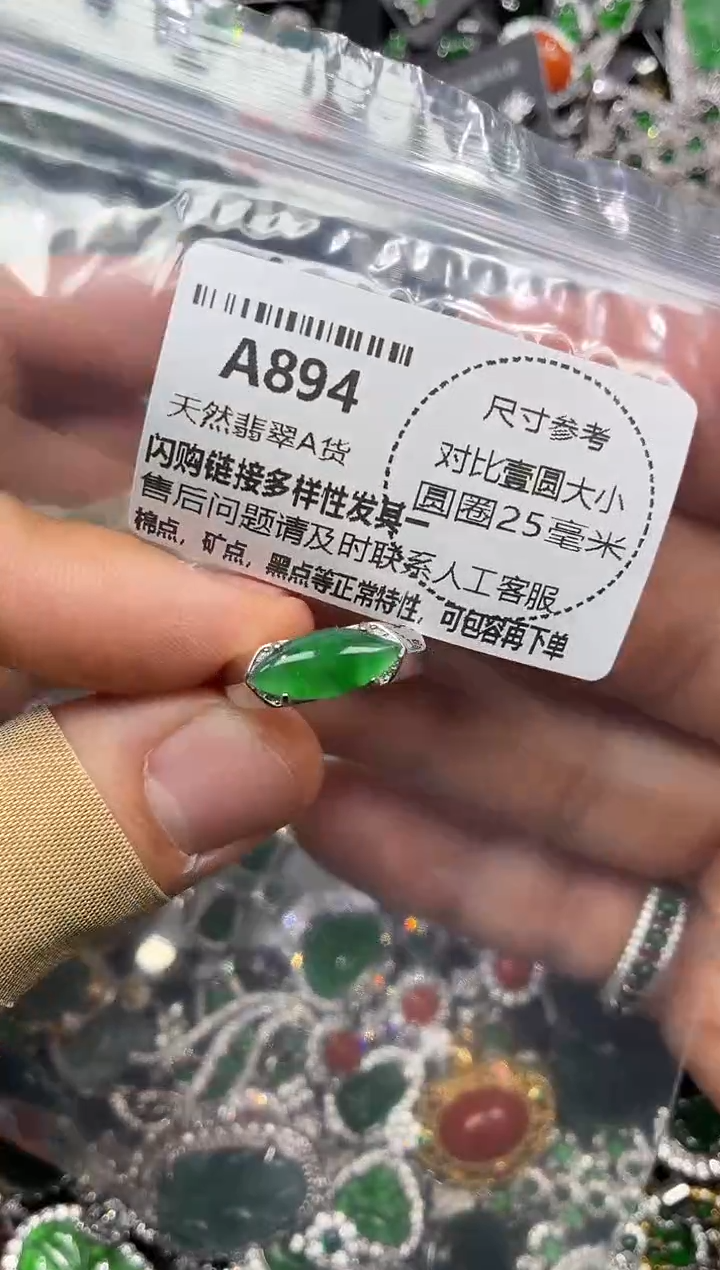 A894
天然翡翠A货
闪购链接多样性发其一
售后问题请及时联系人工客服
棉点，矿点，黑点等正常特性，可包容再下单
尺寸参考
对比壹圆大小
圆圈25毫米